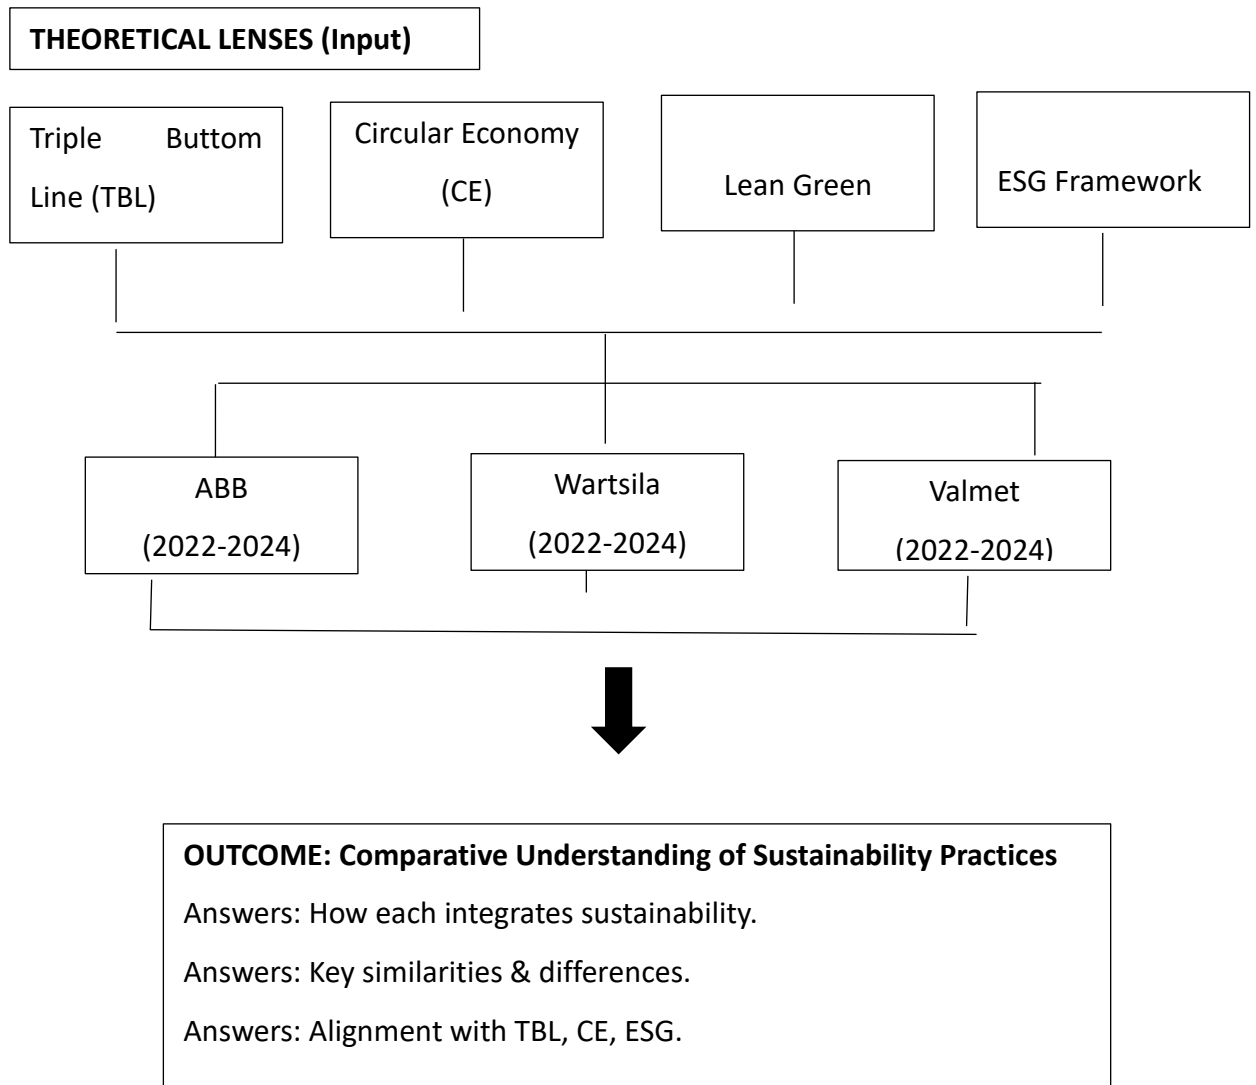 THEORETICAL LENSES (Input)
Triple Buttom
Line (TBL)
Circular Economy
(CE)
Lean Green
ESG Framework
ABB
(2022-2024)
Wartsila
(2022-2024)
Valmet
(2022-2024)
OUTCOME: Comparative Understanding of Sustainability Practices
Answers: How each integrates sustainability.
Answers: Key similarities & differences.
Answers: Alignment with TBL, CE, ESG.